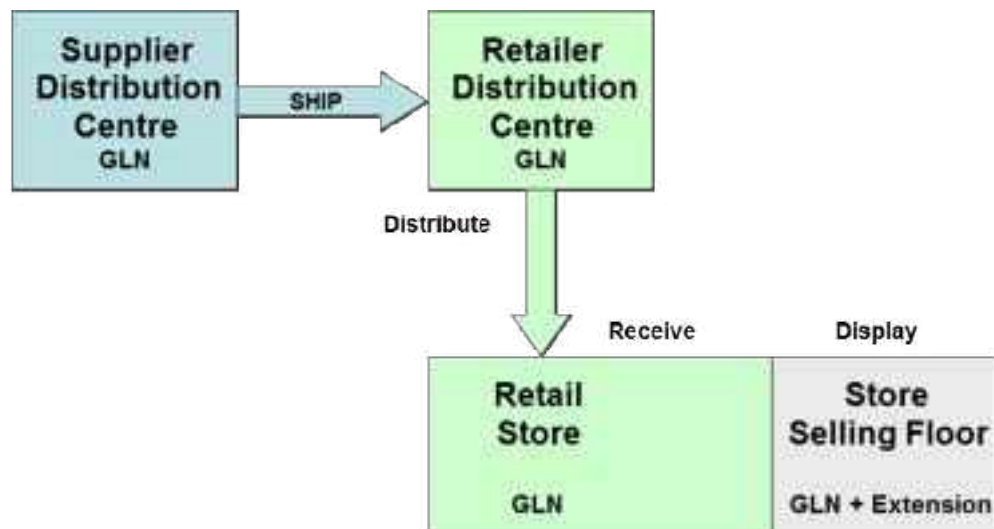 Supplier
Distribution
Centre
GLN
SHIP
Retailer
Distribution
Centre
GLN
Distribute
Receive
Display
Retail
Store
GLN
Store
Selling Floor
GLN + Extension